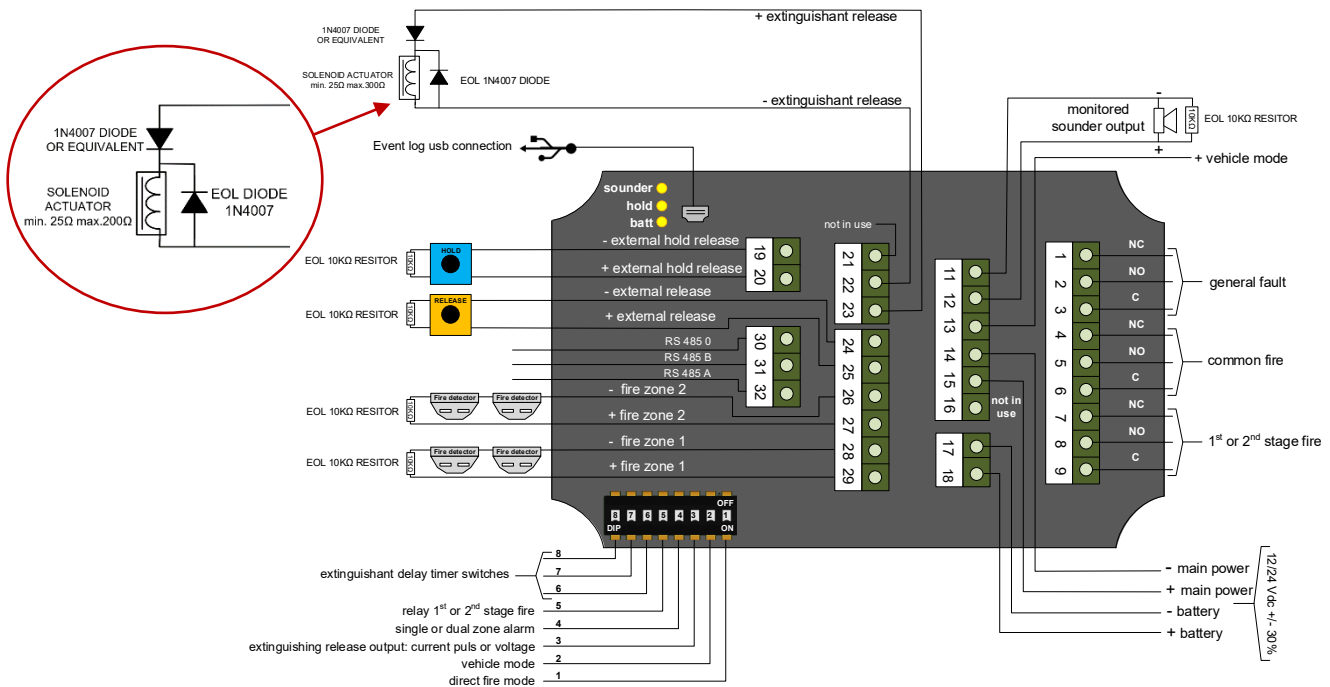 + extinguishant release
1N4007 DIODE
OR EQUIVALENT
SOLENOID ACTUATOR
min. 25Ω max.300Ω
EOL 1N4007 DIODE
- extinguishant release
1N4007 DIODE
OR EQUIVALENT
SOLENOID
ACTUATOR
min. 25Ω max.200Ω
EOL DIODE
1N4007
Event log usb connection
-
monitored
sounder output
+
10KΩ
EOL 10KΩ RESITOR
+ vehicle mode
sounder
hold
batt
not in use
EOL 10KΩ RESITOR
10KΩ
HOLD
- external hold release
+ external hold release
19
20
EOL 10KΩ RESITOR
10KΩ
RELEASE
- external release
+ external release
21
22
23
RS 485 0
RS 485 B
RS 485 A
30
31
32
EOL 10KΩ RESITOR
10KΩ
Fire detector
Fire detector
- fire zone 2
+ fire zone 2
EOL 10KΩ RESITOR
10KΩ
Fire detector
Fire detector
- fire zone 1
+ fire zone 1
24
25
26
27
28
29
11
12
13
14
15
16
not in
use
17
18
1
2
3
4
5
6
7
8
9
NC
NO
C
general fault
NC
NO
C
common fire
NC
NO
C
1st or 2nd stage fire
OFF
8 7 6 5 4 3 2 1
DIP
ON
8
extinguishant delay timer switches
7
6
relay 1st or 2nd stage fire
5
single or dual zone alarm
4
extinguishing release output: current puls or voltage
3
vehicle mode
2
direct fire mode
1
- main power
+ main power
- battery
+ battery
12/24 Vdc +/- 30%